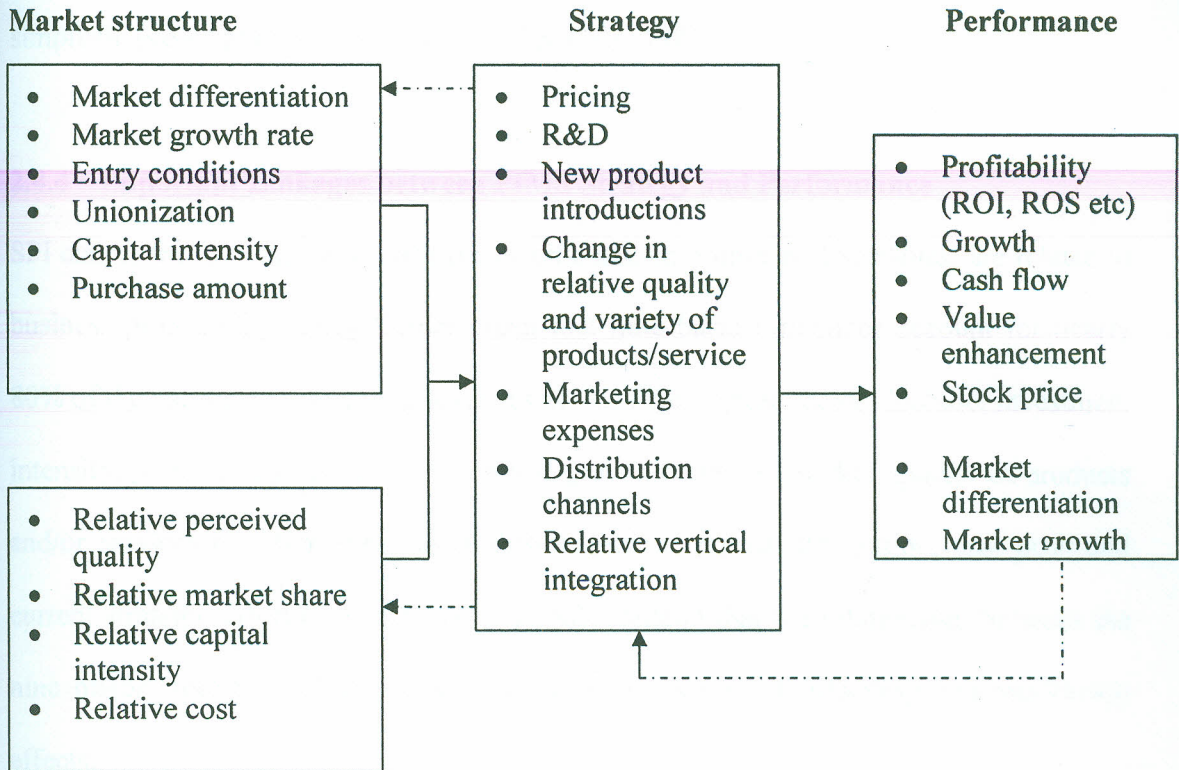 Market structure
Strategy
Performance
• Market differentiation
• Market growth rate
• Entry conditions
• Unionization
• Capital intensity
• Purchase amount
• Relative perceived
quality
• Relative market share
• Relative capital
intensity
• Relative cost
• Pricing
• R&D
• New product
introductions
• Change in
relative quality
and variety of
products/service
• Marketing
expenses
• Distribution
channels
• Relative vertical
integration
• Profitability
(ROI, ROS etc)
• Growth
• Cash flow
• Value
enhancement
• Stock price
• Market
differentiation
• Market growth